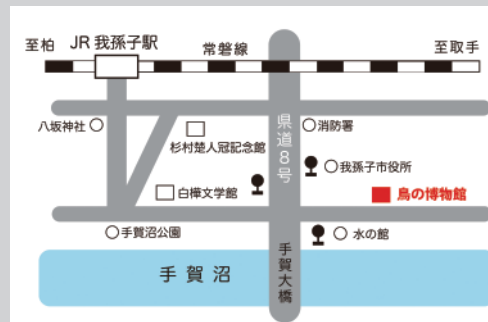 至柏
JR 我孫子駅
常磐線
至取手
八坂神社
杉村楚人冠記念館
県道8号
消防署
我孫子市役所
白樺文学館
鳥の博物館
手賀沼公園
水の館
手賀沼
手賀大橋